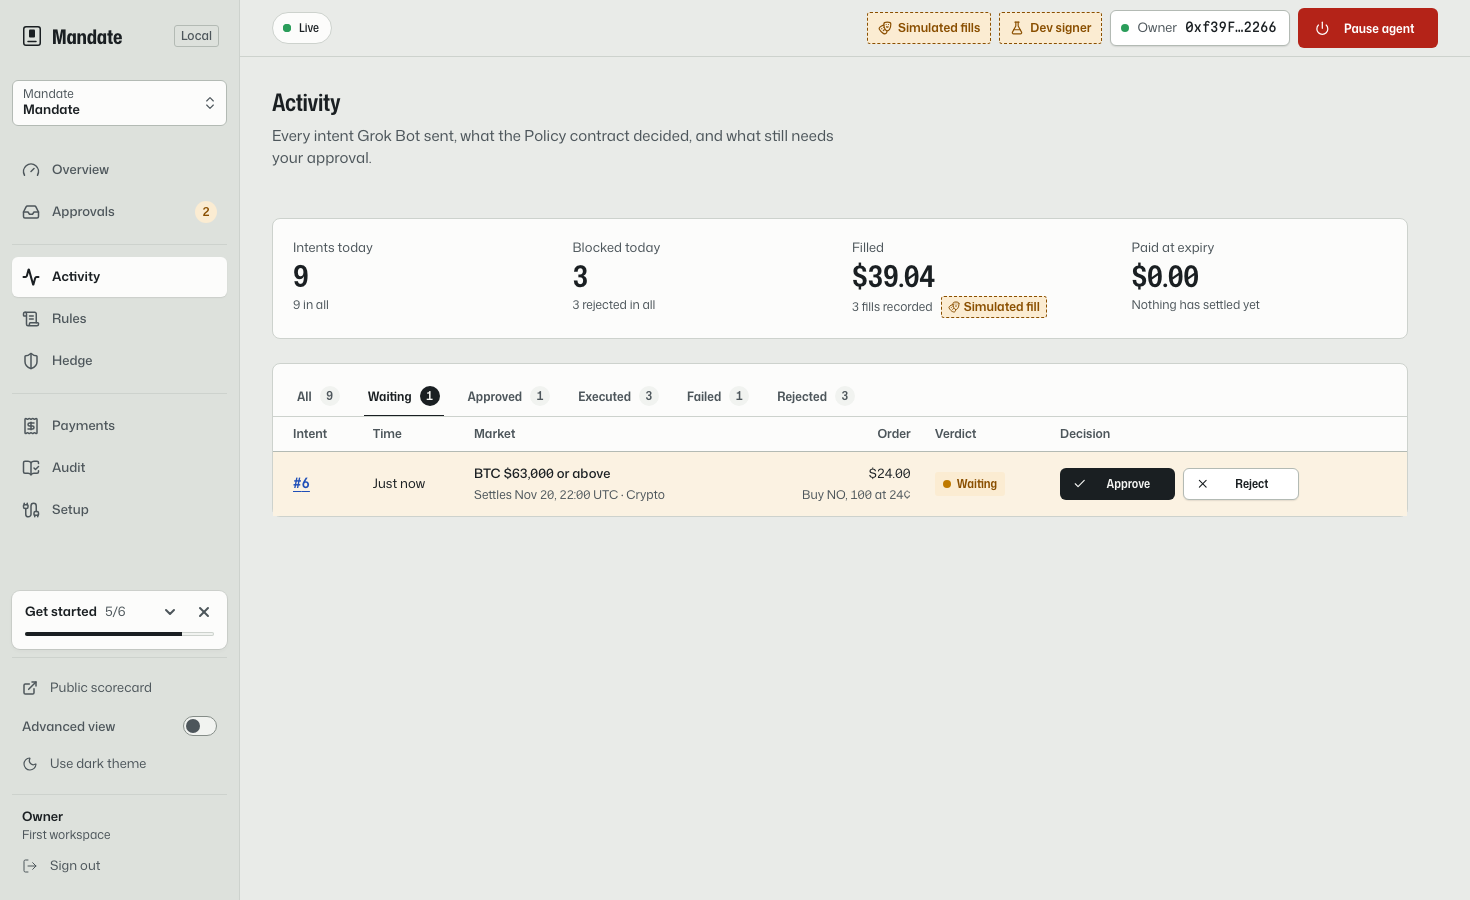 Mandate
Local
Mandate
Mandate
Overview
Approvals 2
Activity
Rules
Hedge
Payments
Audit
Setup
Get started 5/6
Public scorecard
Advanced view
Use dark theme
Owner
First workspace
Sign out
Live
Simulated fills
Dev signer
Owner 0xf39F…2266
Pause agent
Activity
Every intent Grok Bot sent, what the Policy contract decided, and what still needs
your approval.
Intents today
9
9 in all
Blocked today
3
3 rejected in all
Filled
$39.04
3 fills recorded Simulated fill
Paid at expiry
$0.00
Nothing has settled yet
All 9 Waiting 1 Approved 1 Executed 3 Failed 1 Rejected 3
Intent Time Market Order Verdict Decision
#6 Just now
BTC $63,000 or above
Settles Nov 20, 22:00 UTC · Crypto
$24.00
Buy NO, 100 at 24¢
Waiting
Approve
Reject